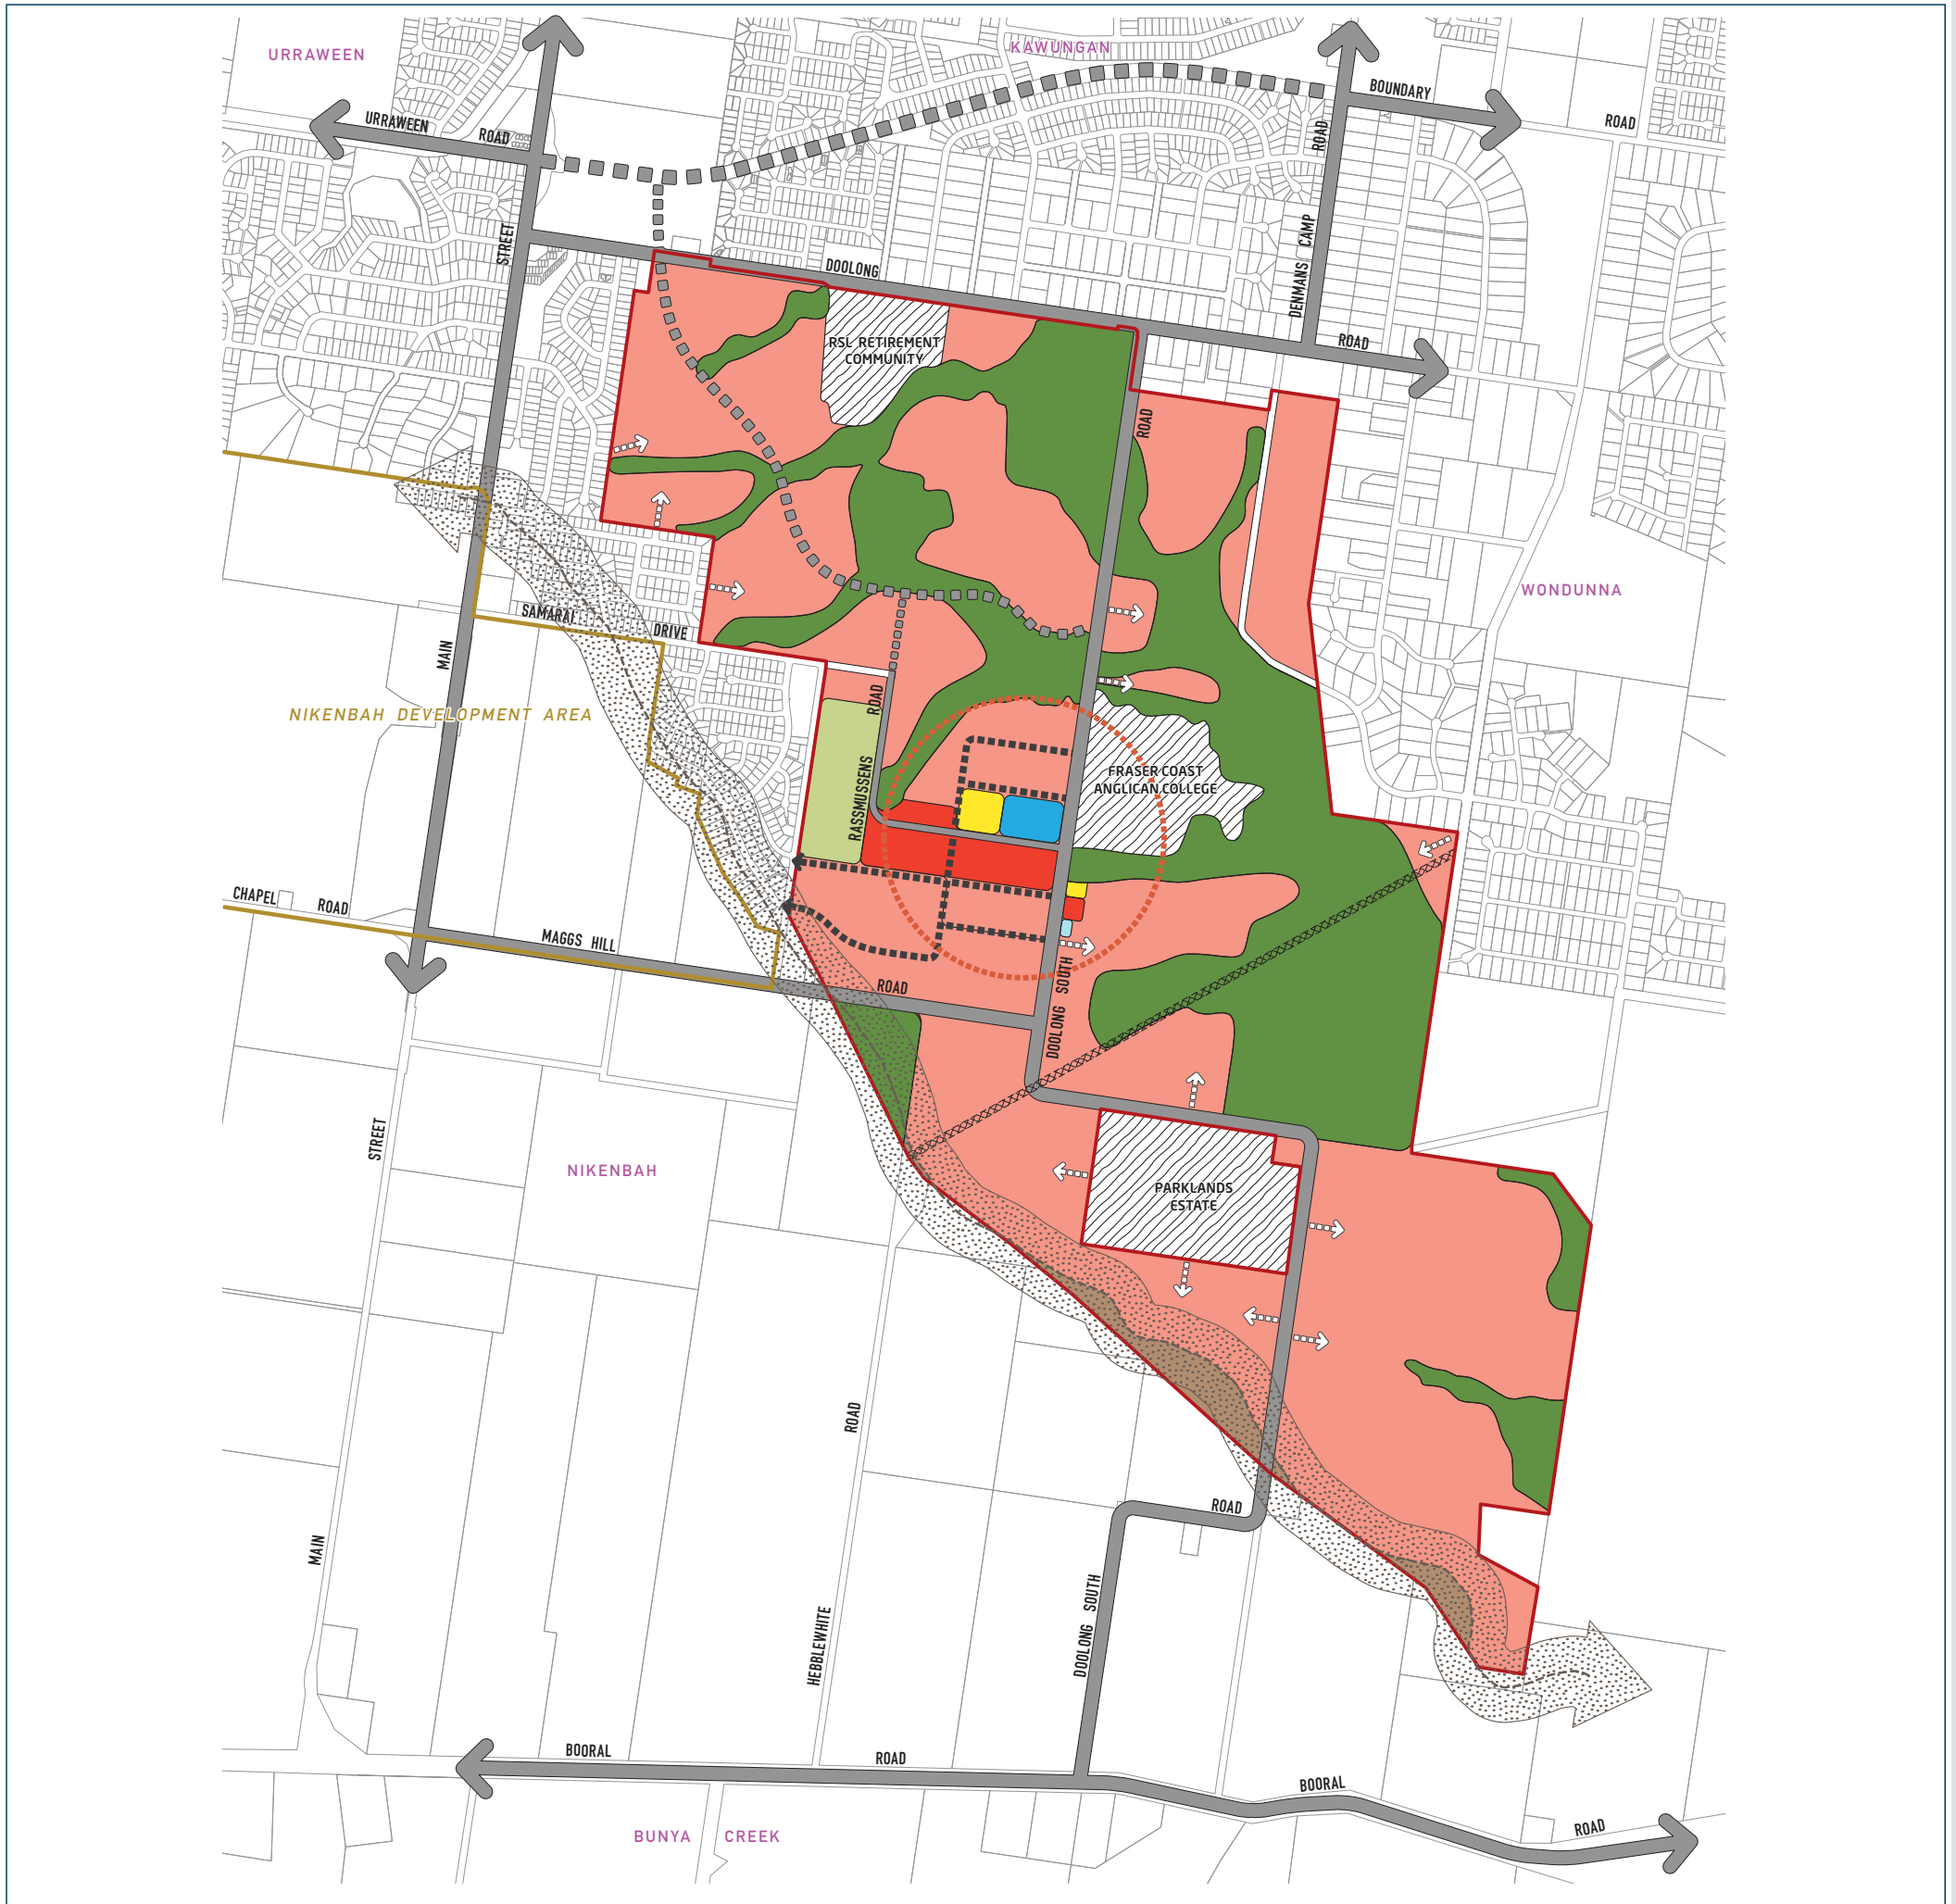 URRAWEEN
KAWUNGAN
BOUNDARY
ROAD
URRAWEEN
ROAD
ROAD
STREET
DOOLONG
DENMANS CAMP
ROAD
RSL RETIREMENT
COMMUNITY
ROAD
WONDUNNA
SAMARAI
DRIVE
MAIN
ROAD
NIKENBAH DEVELOPMENT AREA
RASSMUSSENS
FRASER COAST
ANGLICAN COLLEGE
CHAPEL
ROAD
MAGGS HILL
ROAD
DOOLONG SOUTH
STREET
NIKENBAH
PARKLANDS
ESTATE
ROAD
ROAD
MAIN
HEBBLEWHITE
DOOLONG SOUTH
BOORAL
ROAD
BOORAL
ROAD
BUNYA CREEK